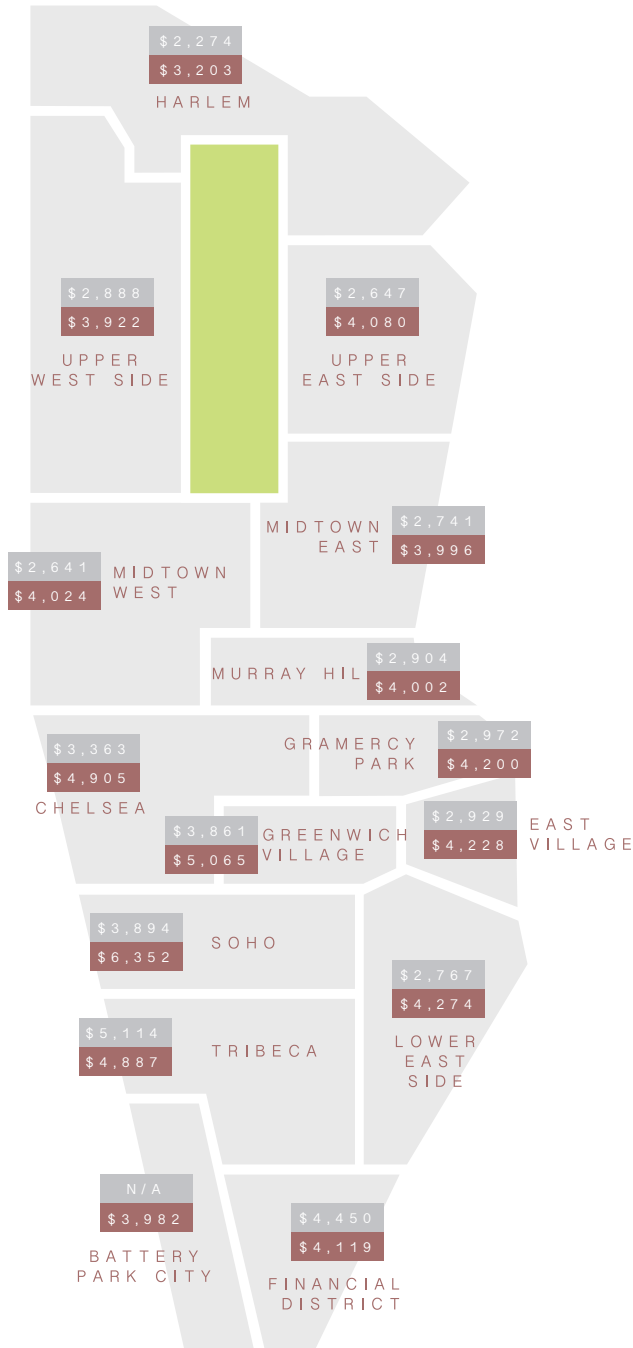 $2,274
$3,203
HARLEM
$2,888
$3,922
UPPER
WEST SIDE
$2,647
$4,080
UPPER
EAST SIDE
MIDTOWN
EAST
$2,741
$3,996
$2,641
$4,024
MIDTOWN
WEST
MURRAY HIL
$2,904
$4,002
$3,363
$4,905
CHELSEA
GRAMERCY
PARK
$2,972
$4,200
$3,861
$5,065
GREENWICH
VILLAGE
$2,929
$4,228
EAST
VILLAGE
$3,894
$6,352
SOHO
$2,767
$4,274
LOWER
EAST
SIDE
$5,114
$4,887
TRIBECA
N/A
$3,982
BATTERY
PARK CITY
$4,450
$4,119
FINANCIAL
DISTRICT